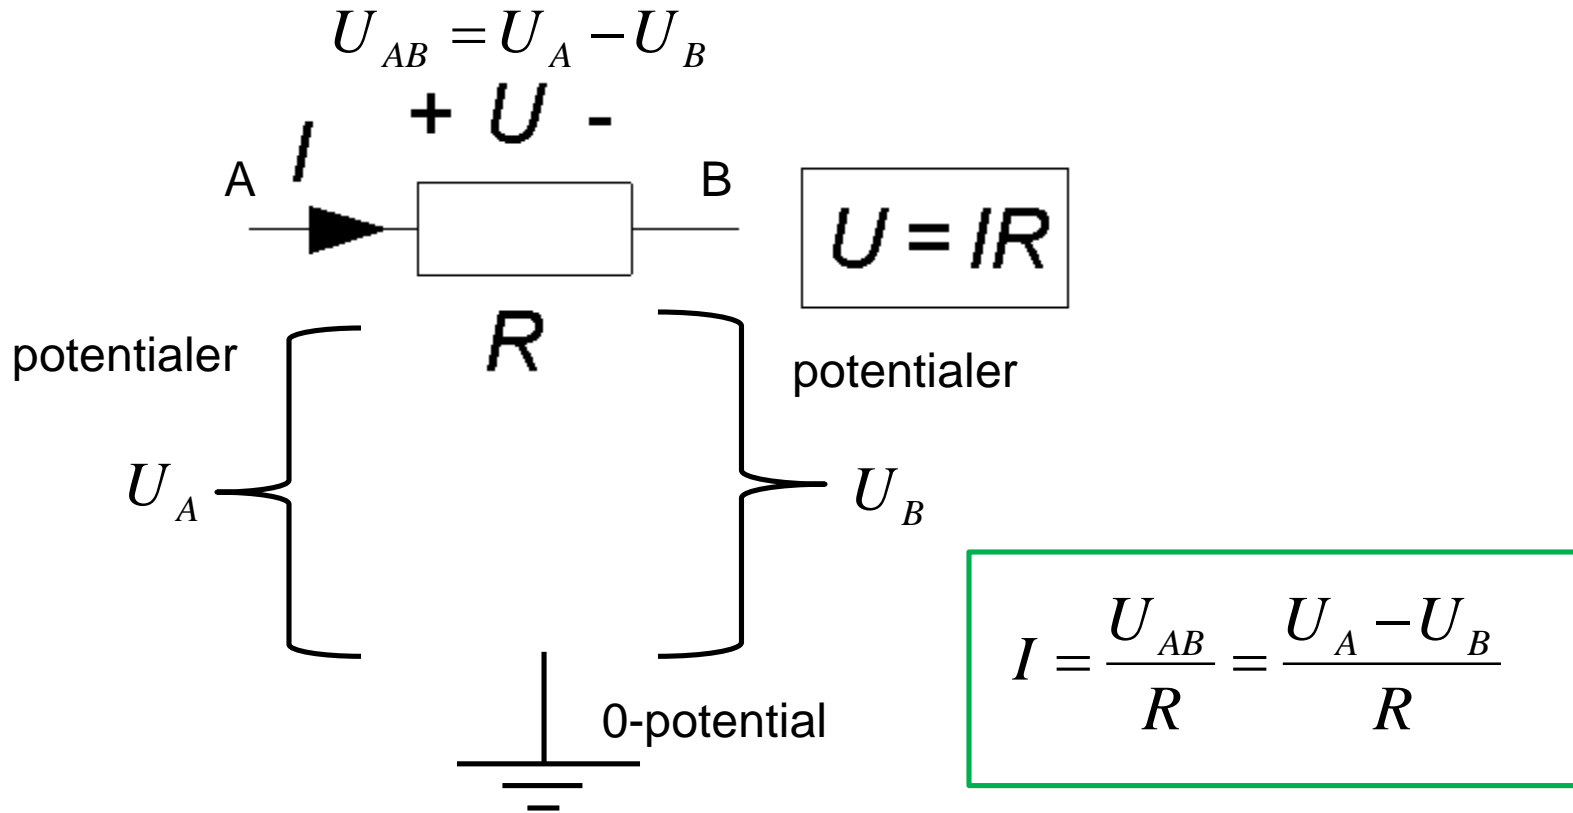 U_AB = U_A − U_B
+ U -
I
A
B
U = IR
R
potentialer
potentialer
U_A
U_B
I = U_AB / R = (U_A − U_B) / R
0-potential